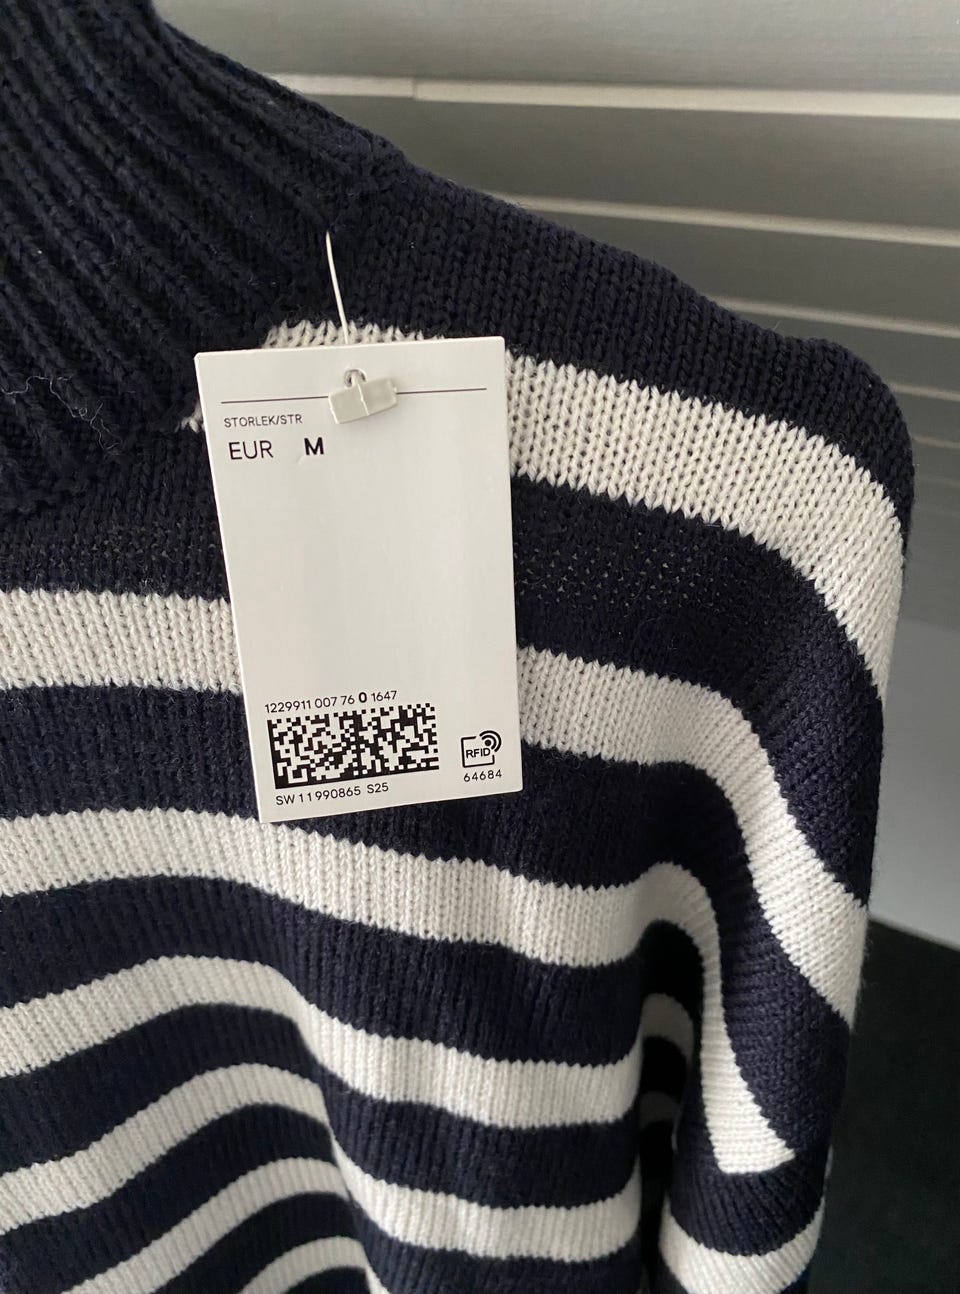 STORLEK/STR
EUR M
1229911 007 76 0 1647
RFID
SW 11990865 S25
64684